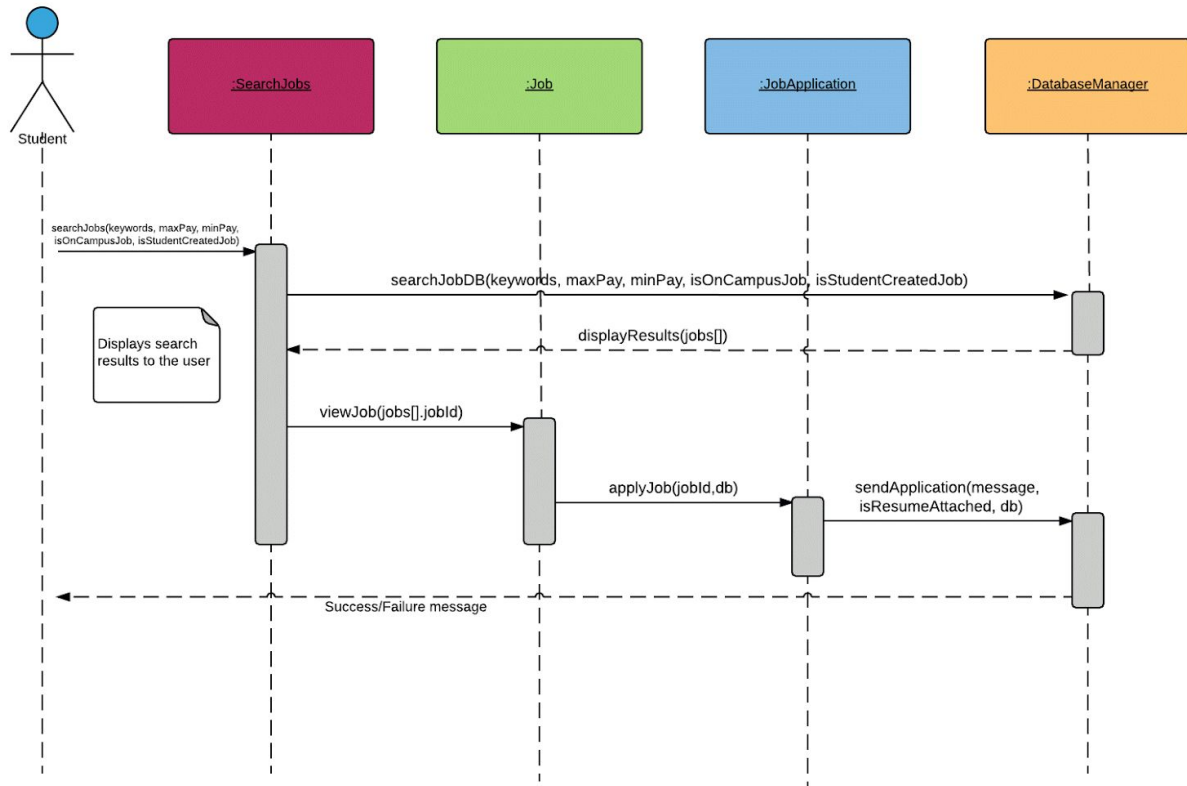 :SearchJobs
:Job
:JobApplication
:DatabaseManager
Student
searchJobs(keywords, maxPay, minPay,
isOnCampusJob, isStudentCreatedJob)
searchJobDB(keywords, maxPay, minPay, isOnCampusJob, isStudentCreatedJob)
Displays search
results to the user
displayResults(jobs[])
viewJob(jobs[].jobId)
applyJob(jobId,db)
sendApplication(message,
isResumeAttached, db)
Success/Failure message